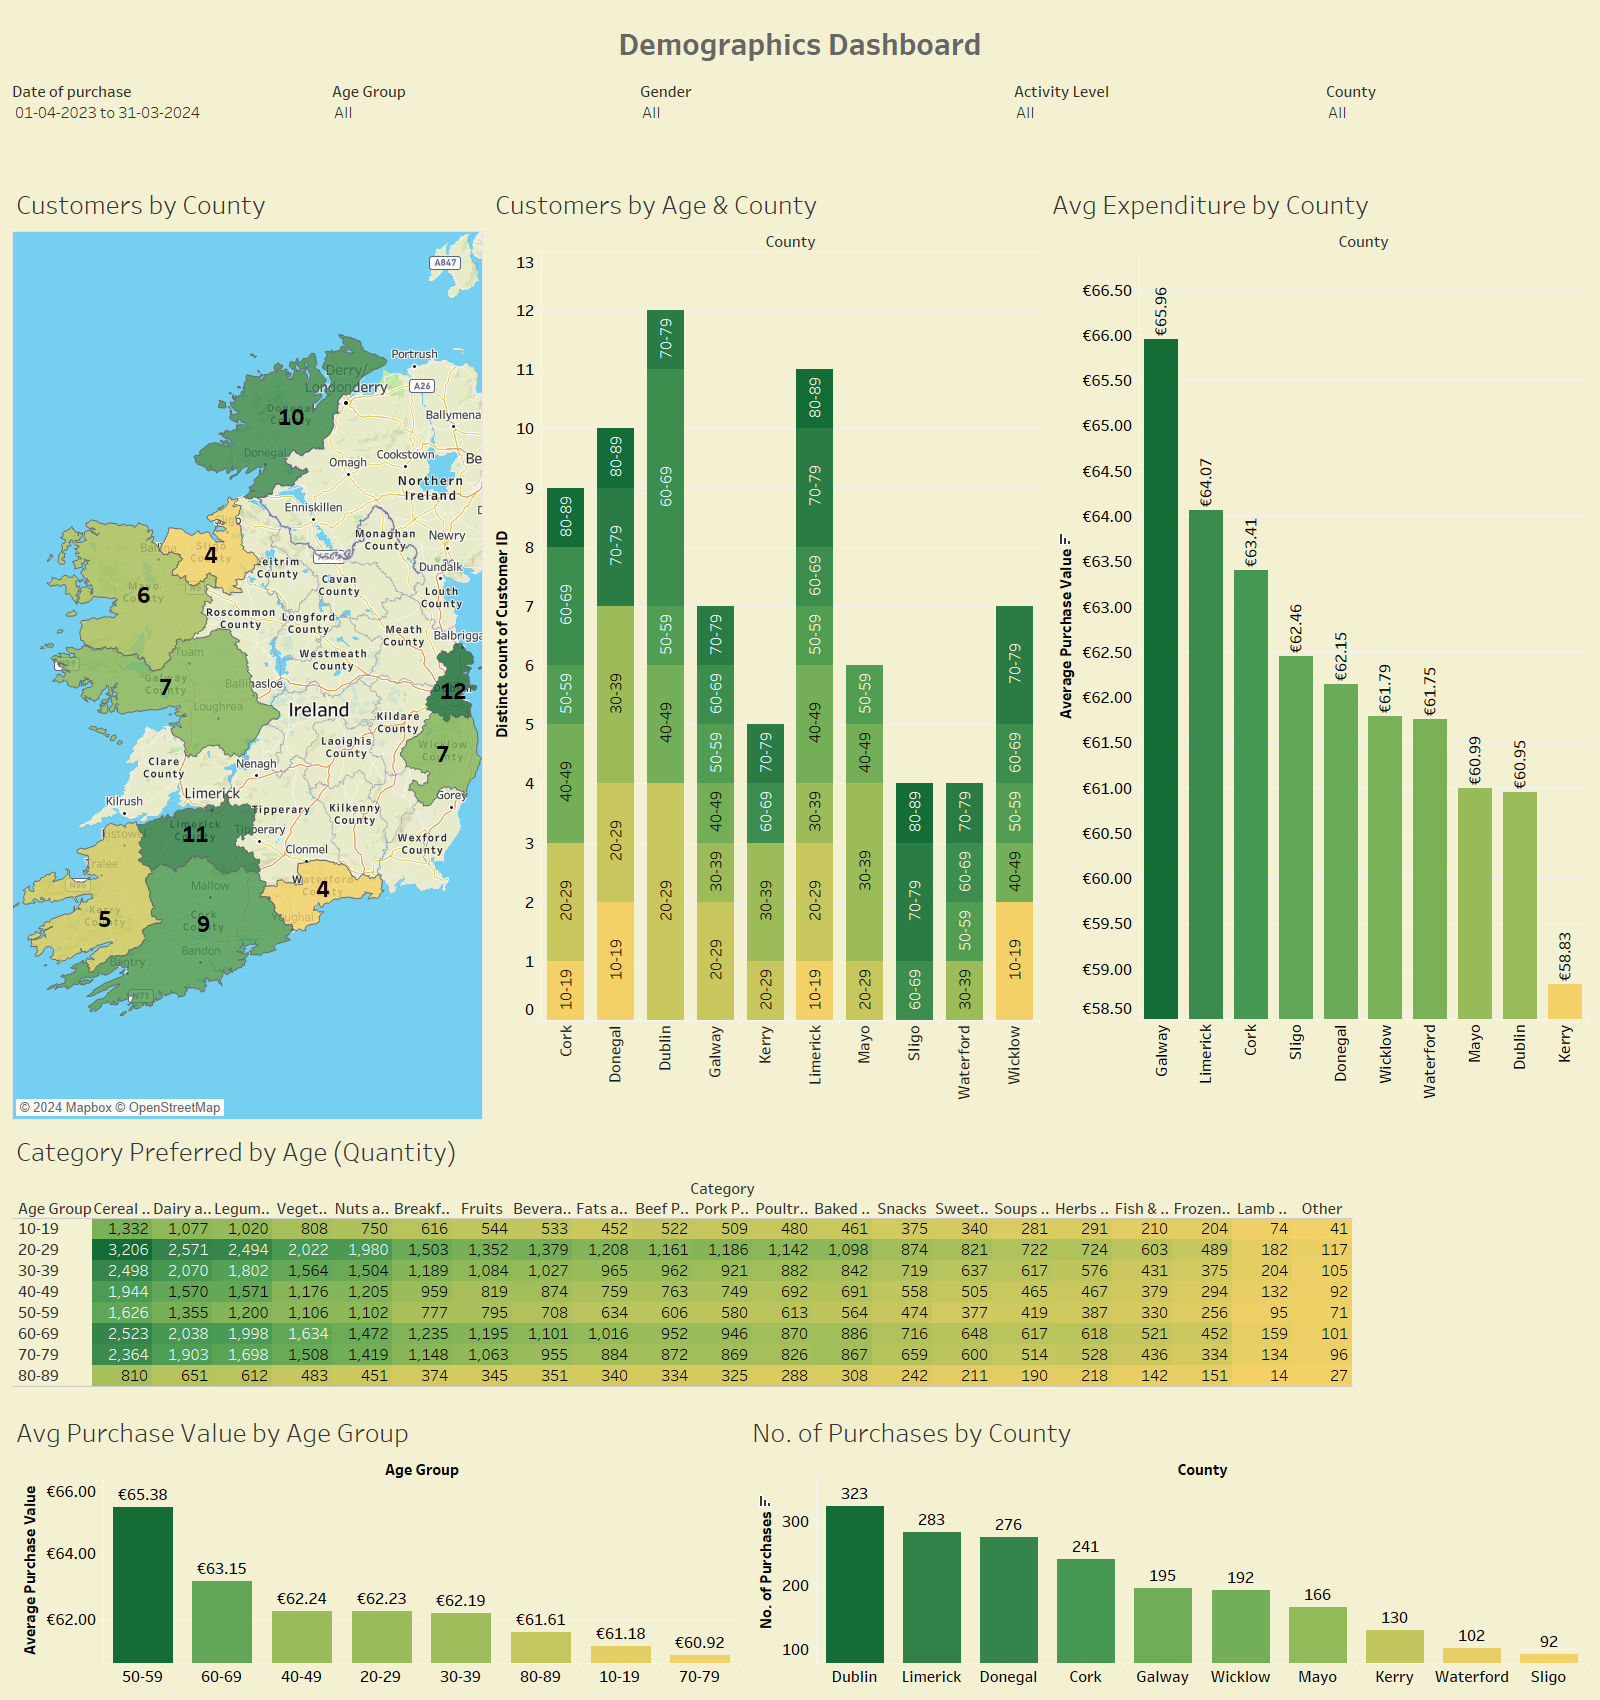 Demographics Dashboard
Date of purchase
01-04-2023 to 31-03-2024
Age Group
All
Gender
All
Activity Level
All
County
All
Customers by County
A847
Portrush
Derry/
Londonderry
A26
Ballymena
10
Donegal
Cookstown
Omagh
Be
Northern
Ireland
Enniskillen
Monaghan
County
Newry
4
eitrim
County
Cavan
County
Dundalk
Louth
County
6
Roscommon
County
Longford
County
Meath
County
Balbrigga
Westmeath
County
Tuam
Galway
County
7
Ballinasloe
12
Loughrea
Ireland
Kildare
County
Wicklow
County
7
Laoighis
County
Clare
County
Nenagh
Limerick
Kilrush
Tipperary
County
Kilkenny
County
Gorey
Limerick
County
11
Tipperary
Wexford
County
Clonmel
Tralee
Mallow
4
Youghal
5
Cork
County
9
Bandon
Bantry
N71
© 2024 Mapbox © OpenStreetMap
Customers by Age & County
County
Distinct count of Customer ID
13
12
11
10
9
8
7
6
5
4
3
2
1
0
80-89
60-69
50-59
40-49
20-29
10-19
80-89
70-79
30-39
20-29
10-19
70-79
60-69
50-59
40-49
20-29
70-79
60-69
50-59
40-49
30-39
20-29
70-79
60-69
30-39
20-29
80-89
70-79
60-69
50-59
40-49
30-39
20-29
10-19
50-59
40-49
30-39
20-29
80-89
70-79
60-69
70-79
60-69
50-59
30-39
70-79
60-69
50-59
40-49
10-19
Cork
Donegal
Dublin
Galway
Kerry
Limerick
Mayo
Sligo
Waterford
Wicklow
Avg Expenditure by County
County
Average Purchase Value
€66.50
€66.00
€65.50
€65.00
€64.50
€64.00
€63.50
€63.00
€62.50
€62.00
€61.50
€61.00
€60.50
€60.00
€59.50
€59.00
€58.50
€65.96
€64.07
€63.41
€62.46
€62.15
€61.79
€61.75
€60.99
€60.95
€58.83
Galway
Limerick
Cork
Sligo
Donegal
Wicklow
Waterford
Mayo
Dublin
Kerry
Category Preferred by Age (Quantity)
Category
Age Group Cereal .. Dairy a.. Legum.. Veget.. Nuts a.. Breakf.. Fruits Bevera.. Fats a.. Beef P.. Pork P.. Poultr.. Baked .. Snacks Sweet.. Soups .. Herbs .. Fish & .. Frozen.. Lamb .. Other
10-19 1,332 1,077 1,020 808 750 616 544 533 452 522 509 480 461 375 340 281 291 210 204 74 41
20-29 3,206 2,571 2,494 2,022 1,980 1,503 1,352 1,379 1,208 1,161 1,186 1,142 1,098 874 821 722 724 603 489 182 117
30-39 2,498 2,070 1,802 1,564 1,504 1,189 1,084 1,027 965 962 921 882 842 719 637 617 576 431 375 204 105
40-49 1,944 1,570 1,571 1,176 1,205 959 819 874 759 763 749 692 691 558 505 465 467 379 294 132 92
50-59 1,626 1,355 1,200 1,106 1,102 777 795 708 634 606 580 613 564 474 377 419 387 330 256 95 71
60-69 2,523 2,038 1,998 1,634 1,472 1,235 1,195 1,101 1,016 952 946 870 886 716 648 617 618 521 452 159 101
70-79 2,364 1,903 1,698 1,508 1,419 1,148 1,063 955 884 872 869 826 867 659 600 514 528 436 334 134 96
80-89 810 651 612 483 451 374 345 351 340 334 325 288 308 242 211 190 218 142 151 14 27
Avg Purchase Value by Age Group
Age Group
Average Purchase Value
€66.00
€64.00
€62.00
€65.38
€63.15
€62.24
€62.23
€62.19
€61.61
€61.18
€60.92
50-59 60-69 40-49 20-29 30-39 80-89 10-19 70-79
No. of Purchases by County
County
No. of Purchases
300
200
100
323
283
276
241
195
192
166
130
102
92
Dublin Limerick Donegal Cork Galway Wicklow Mayo Kerry Waterford Sligo